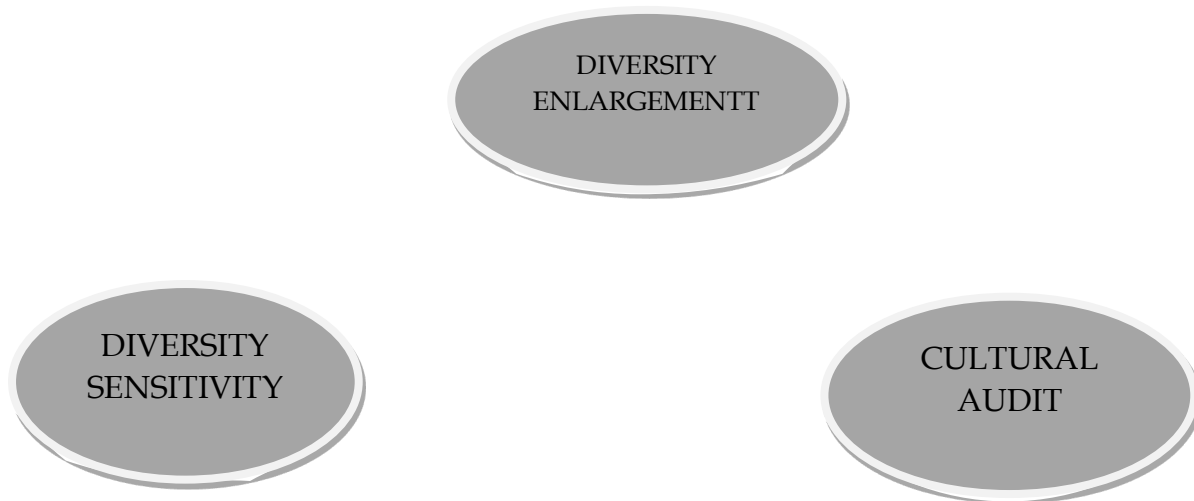 DIVERSITY
ENLARGEMENTT
DIVERSITY
SENSITIVITY
CULTURAL
AUDIT